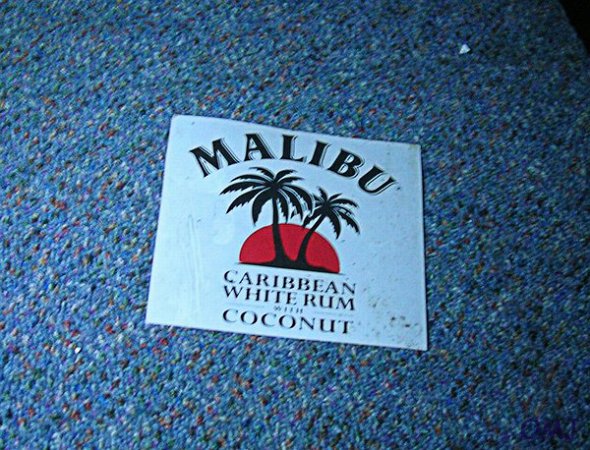 MALIBU
CARIBBEAN
WHITE RUM
WITH
COCONUT